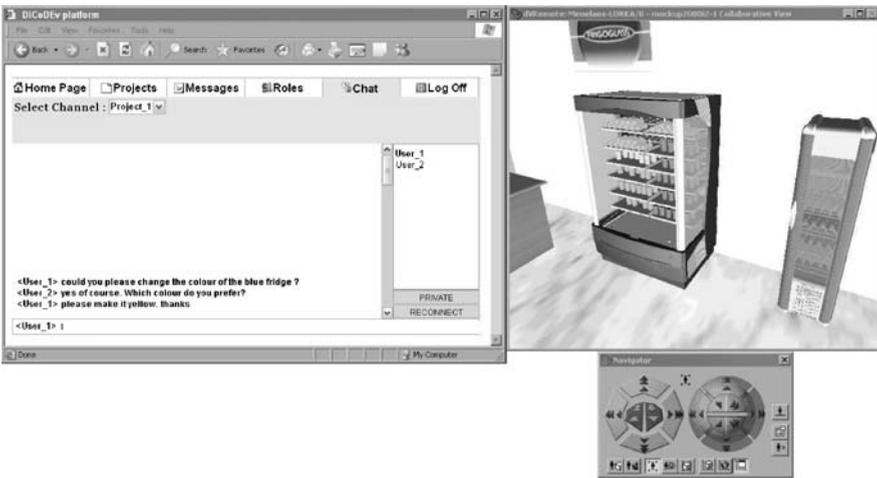 DiCoDEv platform
File Edit View Favorites Tools Help
Back Search Favorites
Home Page Projects Messages Roles Chat Log Off
Select Channel : Project_1
User_1
User_2
<User_1> could you please change the colour of the blue fridge ?
<User_2> yes of course. Which colour do you prefer?
<User_1> please make it yellow. thanks
PRIVATE
RECONNECT
<User_1> :
Done My Computer
Collaborative View
FRIGOGLASS
Navigator